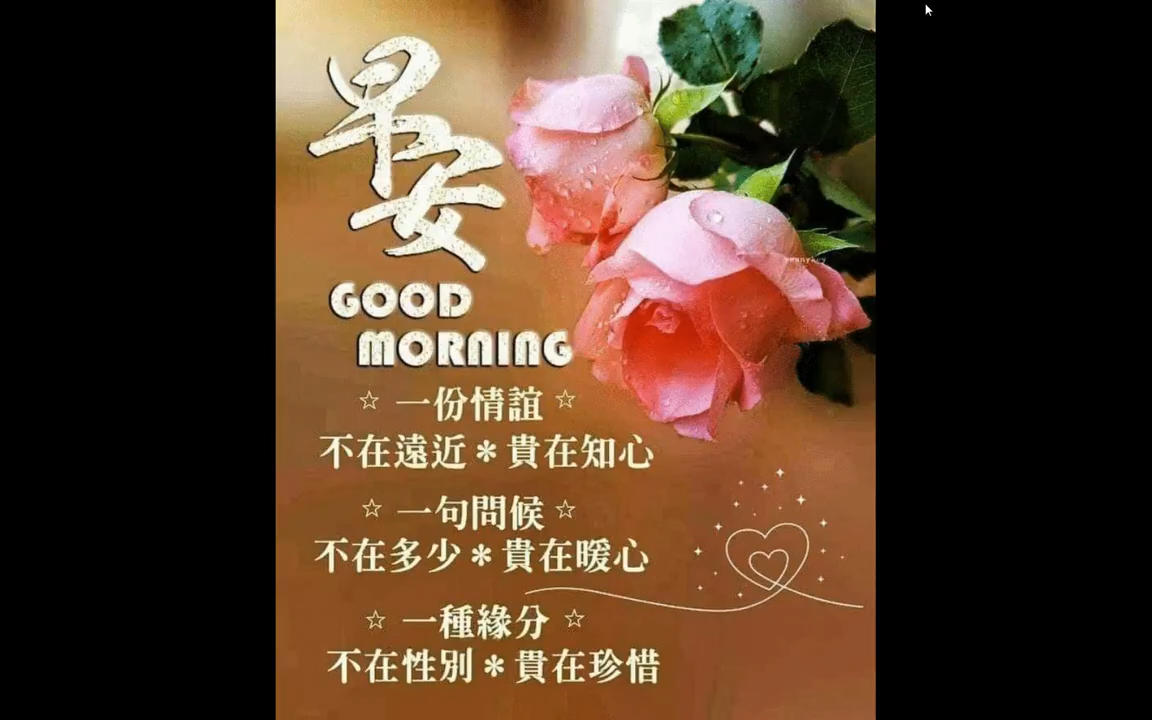 早安
GOOD
MORNING
☆ 一份情誼 ☆
不在遠近＊貴在知心
☆ 一句問候 ☆
不在多少＊貴在暖心
☆ 一種緣分 ☆
不在性別＊貴在珍惜